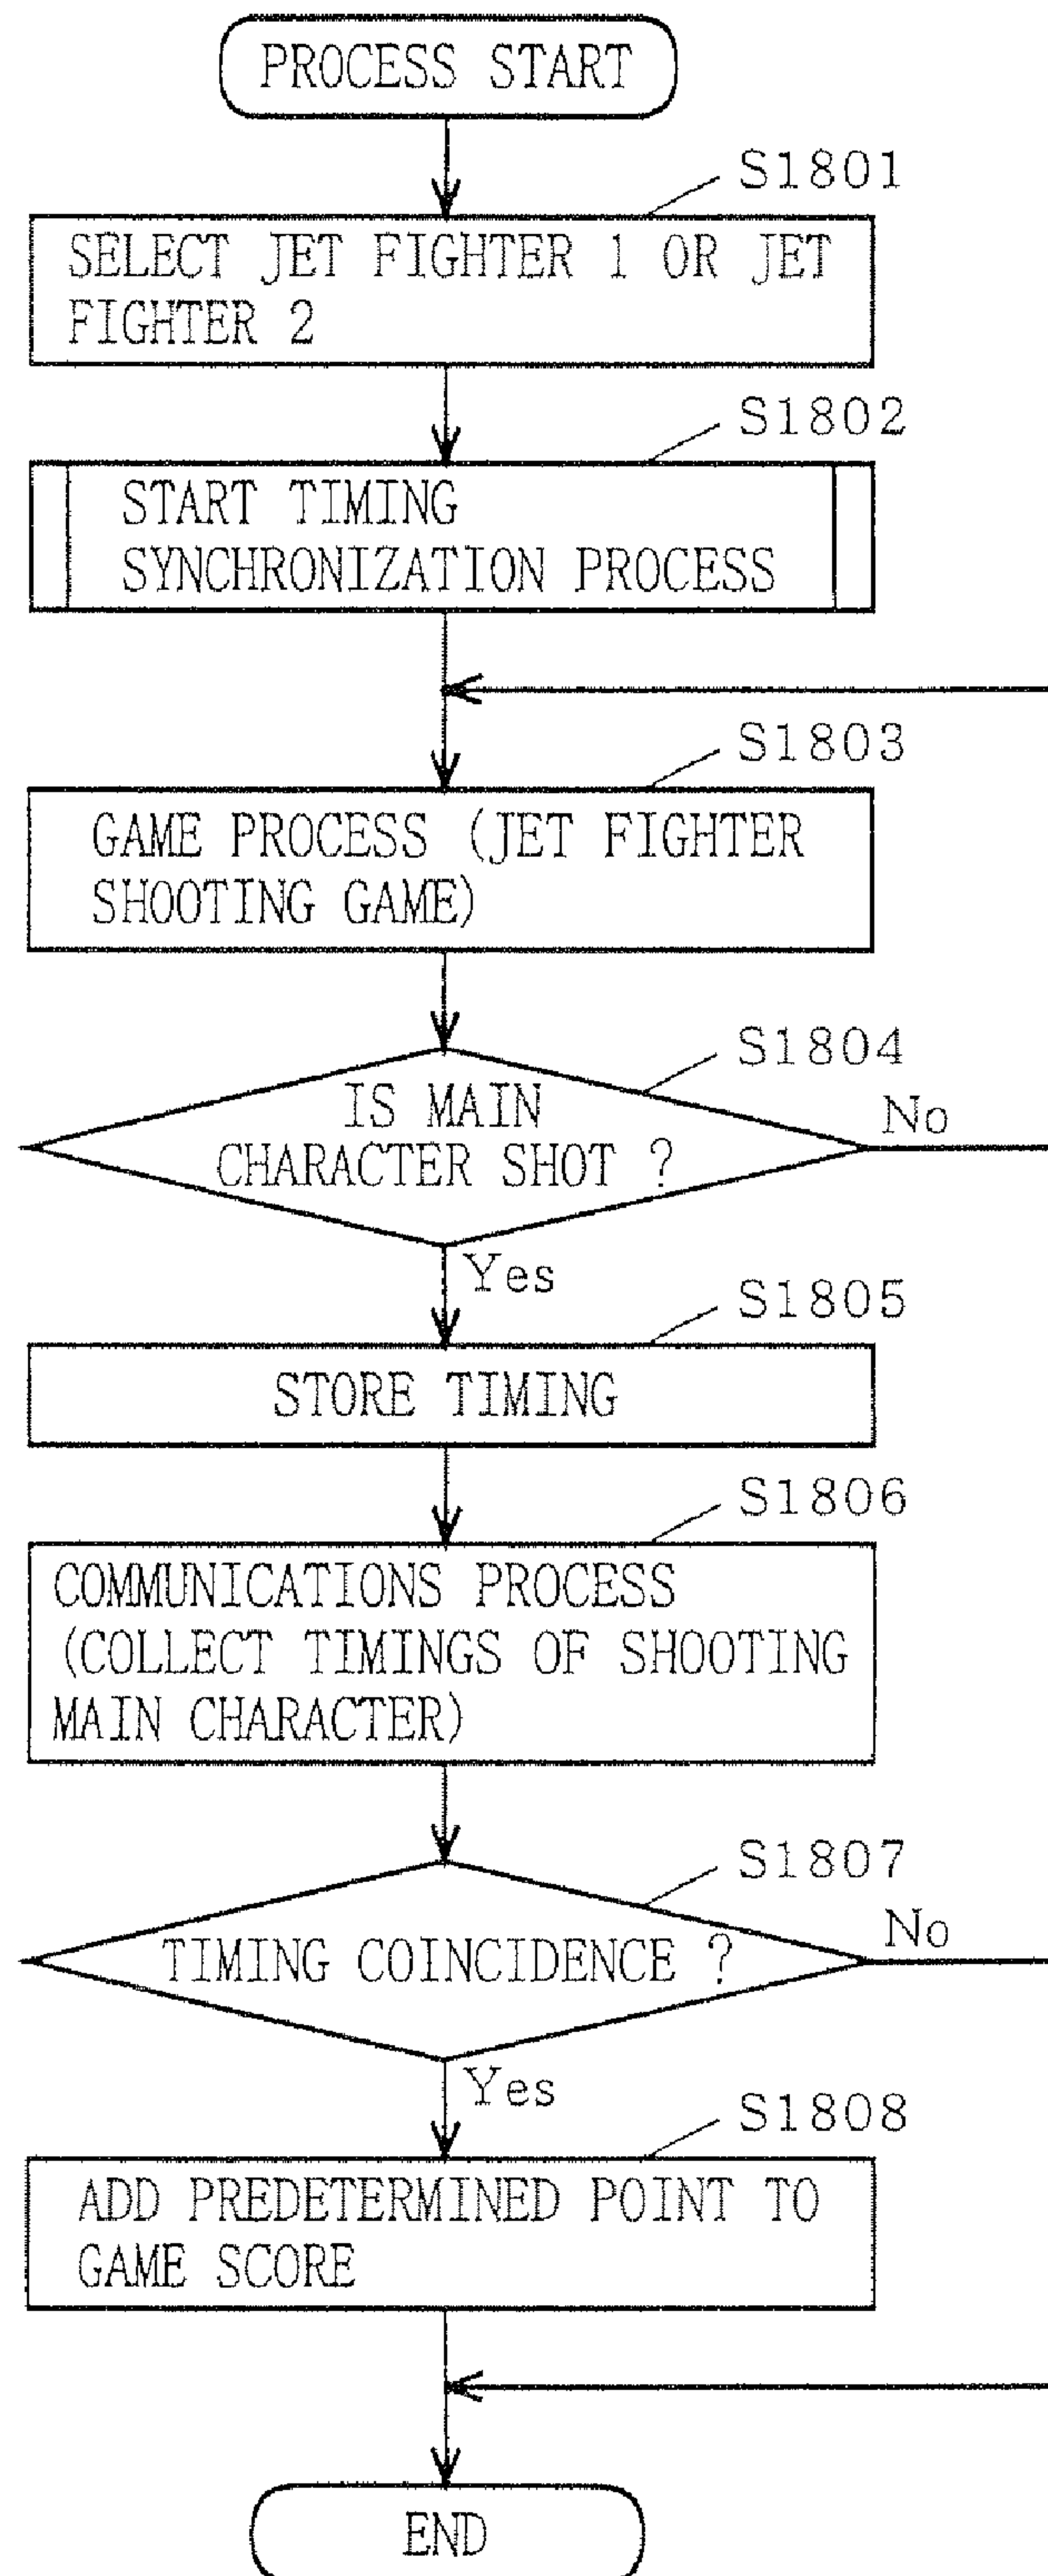 PROCESS START
S1801
SELECT JET FIGHTER 1 OR JET
FIGHTER 2
S1802
START TIMING
SYNCHRONIZATION PROCESS
S1803
GAME PROCESS (JET FIGHTER
SHOOTING GAME)
S1804
IS MAIN
CHARACTER SHOT ?
No
Yes
S1805
STORE TIMING
S1806
COMMUNICATIONS PROCESS
(COLLECT TIMINGS OF SHOOTING
MAIN CHARACTER)
S1807
TIMING COINCIDENCE ?
No
Yes
S1808
ADD PREDETERMINED POINT TO
GAME SCORE
END